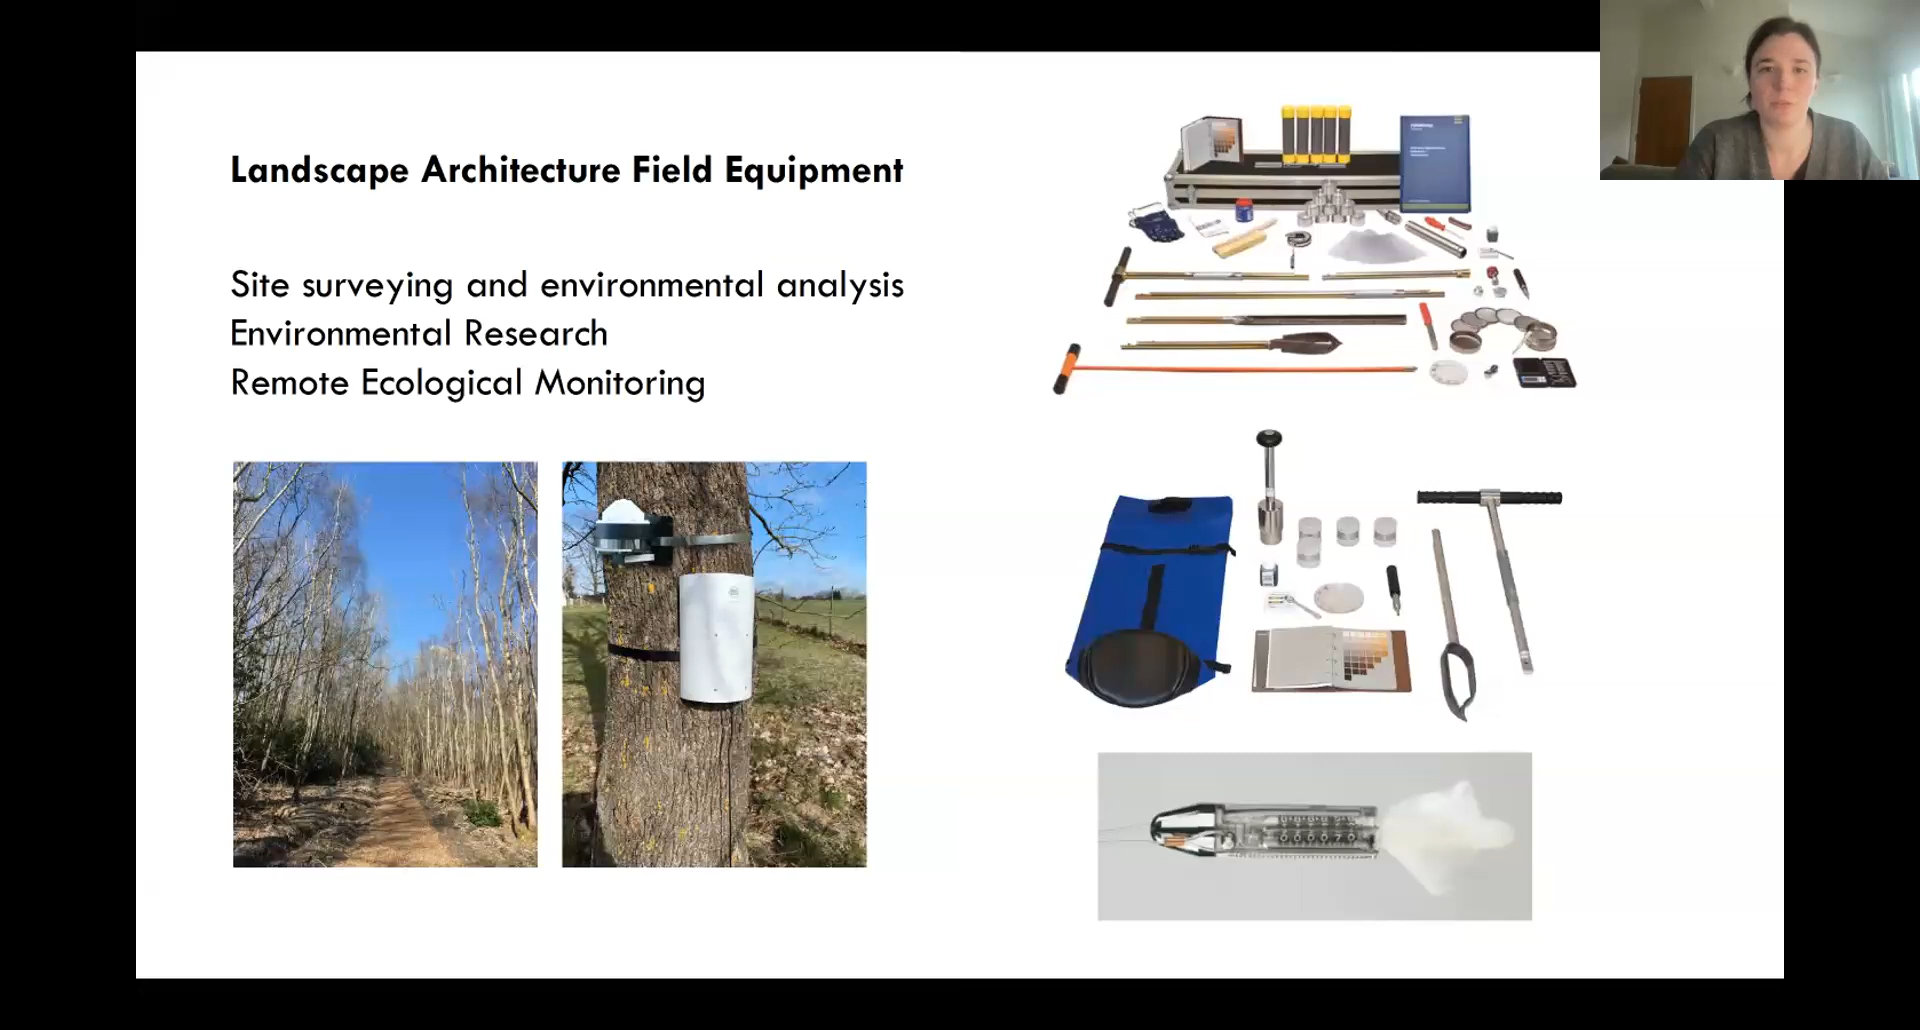 Landscape Architecture Field Equipment
Site surveying and environmental analysis
Environmental Research
Remote Ecological Monitoring